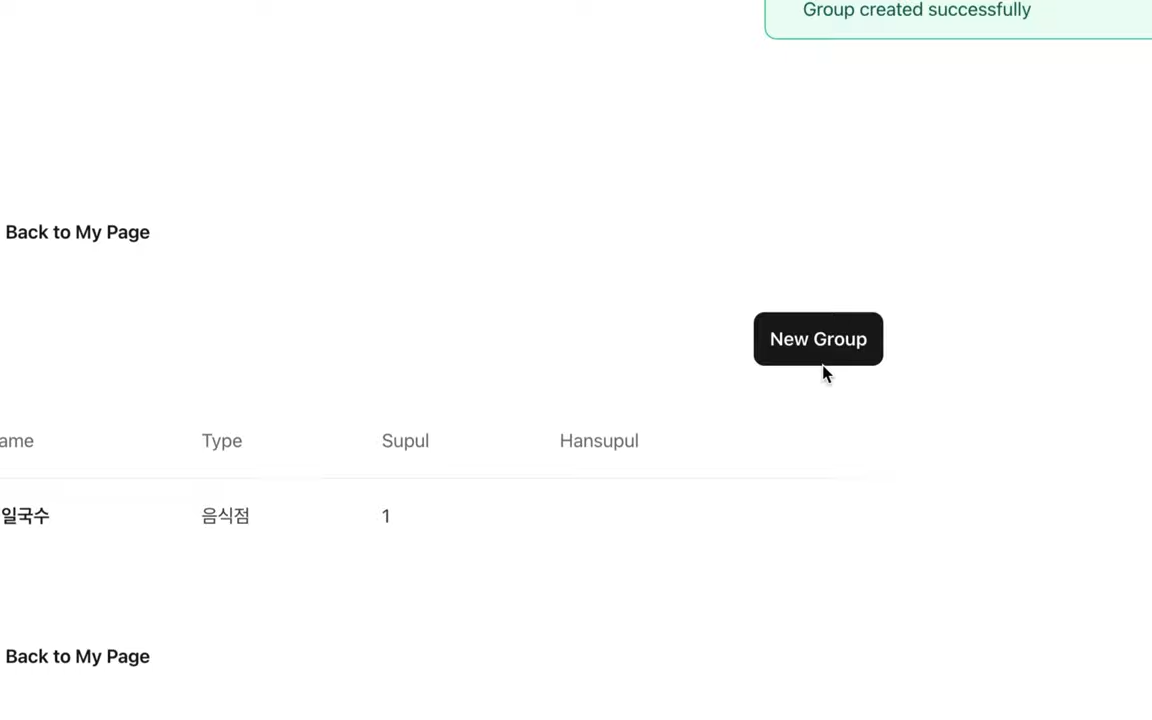 Group created successfully
Back to My Page
New Group
ame Type Supul Hansupul
일국수 음식점 1
Back to My Page